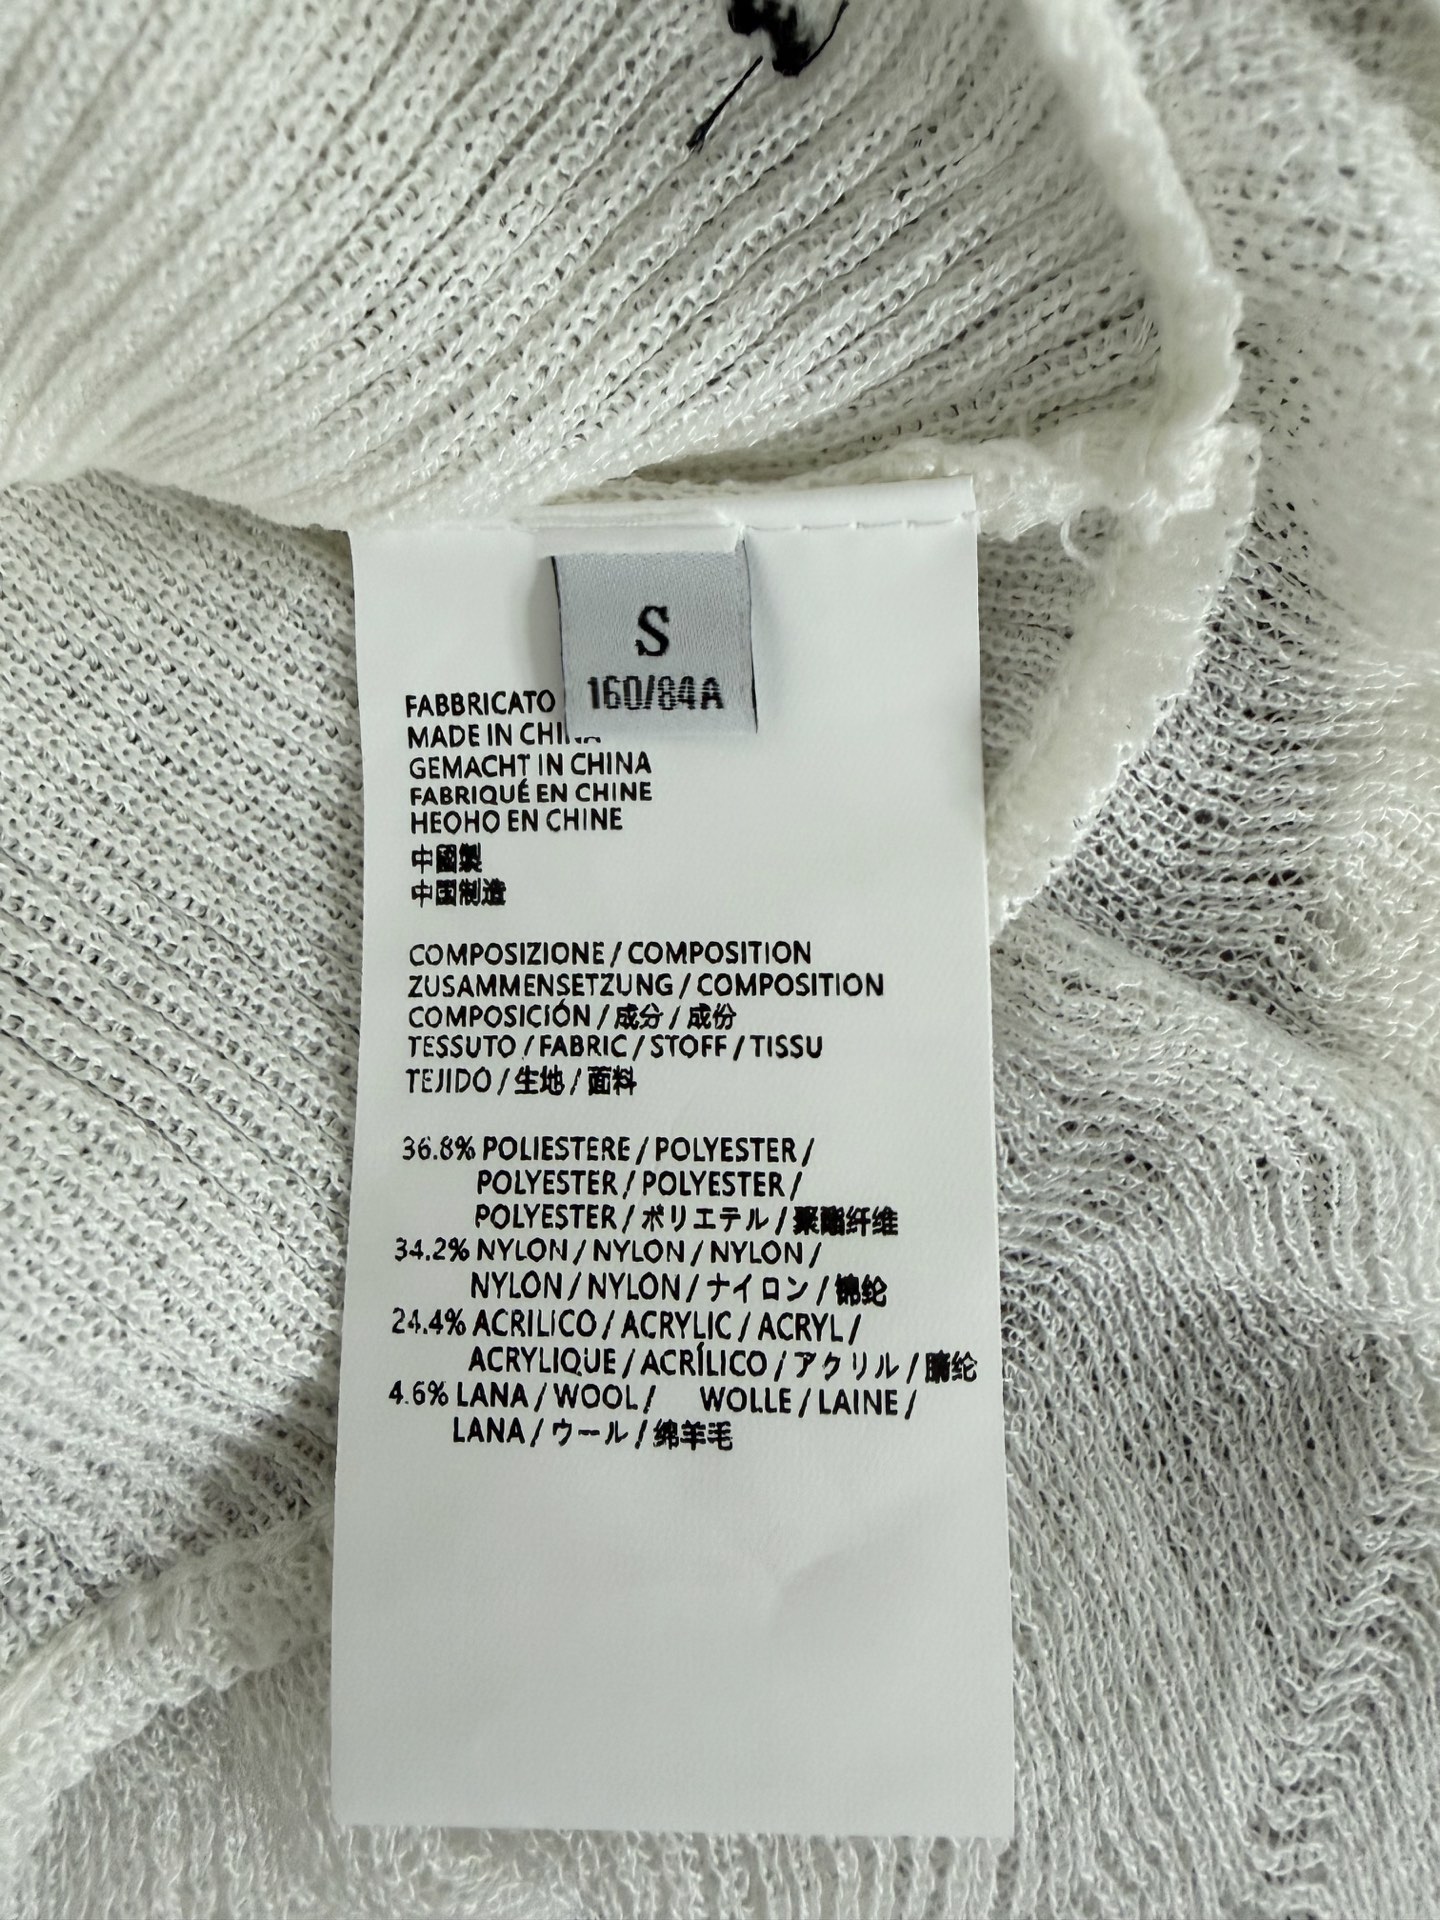 S
160/84A
FABBRICATO
MADE IN CHINA
GEMACHT IN CHINA
FABRIQUÉ EN CHINE
HEOHO EN CHINE
中國製
中国制造
COMPOSIZIONE / COMPOSITION
ZUSAMMENSETZUNG / COMPOSITION
COMPOSICIÓN / 成分 / 成份
TESSUTO / FABRIC / STOFF / TISSU
TEJIDO / 生地 / 面料
36.8% POLIESTERE / POLYESTER /
POLYESTER / POLYESTER /
POLYESTER / ポリエテル / 聚酯纤维
34.2% NYLON / NYLON / NYLON /
NYLON / NYLON / ナイロン / 锦纶
24.4% ACRILICO / ACRYLIC / ACRYL /
ACRYLIQUE / ACRÍLICO / アクリル / 腈纶
4.6% LANA / WOOL / WOLLE / LAINE /
LANA / ウール / 绵羊毛